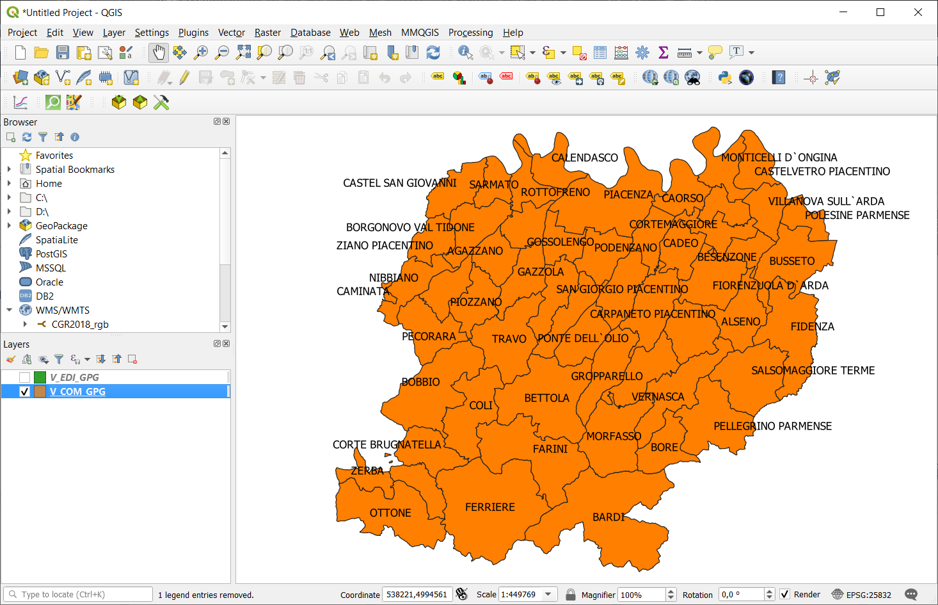 *Untitled Project - QGIS
Project Edit View Layer Settings Plugins Vector Raster Database Web Mesh MMQGIS Processing Help
Browser
Favorites
Spatial Bookmarks
Home
C:\
D:\
GeoPackage
SpatiaLite
PostGIS
MSSQL
Oracle
DB2
WMS/WMTS
CGR2018_rgb
Layers
V_EDI_GPG
V_COM_GPG
CALENDASCO
MONTICELLI D`ONGINA
CASTELVETRO PIACENTINO
CASTEL SAN GIOVANNI
SARMATO
ROTTOFRENO
PIACENZA
CAORSO
VILLANOVA SULL`ARDA
POLESINE PARMENSE
BORGONOVO VAL TIDONE
CORTEMAGGIORE
ZIANO PIACENTINO
AGAZZANO
GOSSOLENGO
PODENZANO
CADEO
BESENZONE
BUSSETO
NIBBIANO
GAZZOLA
CAMINATA
SAN GIORGIO PIACENTINO
FIORENZUOLA D`ARDA
PIOZZANO
CARPANETO PIACENTINO
ALSENO
FIDENZA
PECORARA
TRAVO
PONTE DELL`OLIO
BOBBIO
GROPPARELLO
SALSOMAGGIORE TERME
COLI
BETTOLA
VERNASCA
PELLEGRINO PARMENSE
CORTE BRUGNATELLA
FARINI
MORFASSO
BORE
ZERBA
OTTONE
FERRIERE
BARDI
Type to locate (Ctrl+K) 1 legend entries removed. Coordinate 538221,4994561 Scale 1:449769 Magnifier 100% Rotation 0,0 ° Render EPSG:25832